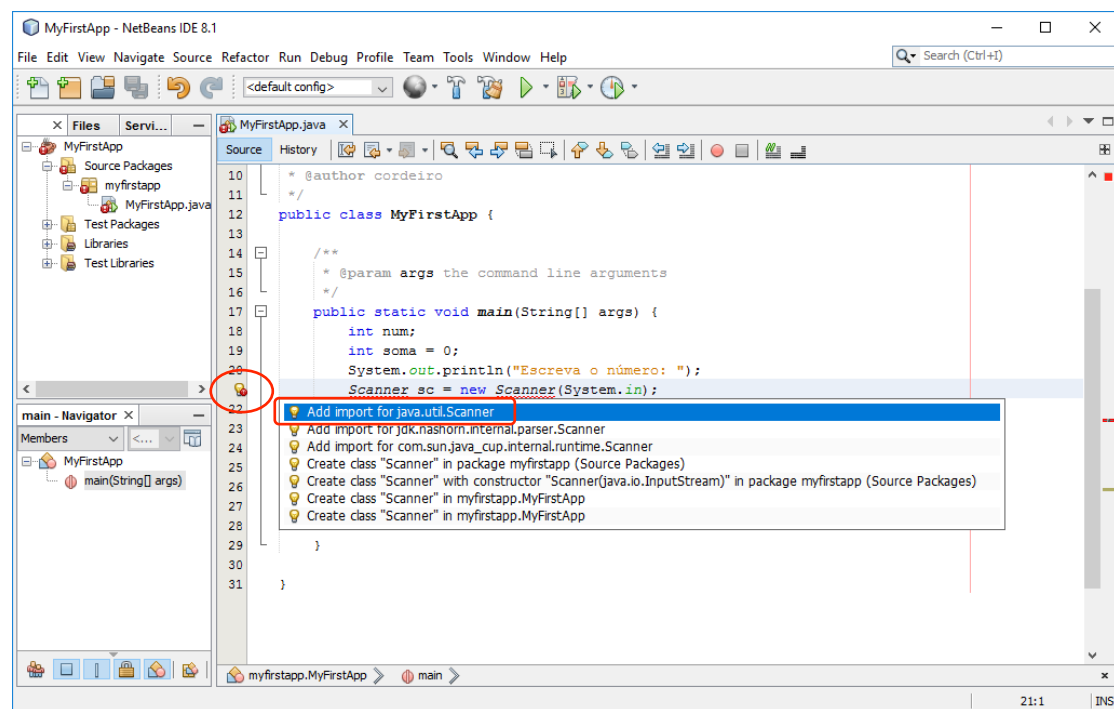 MyFirstApp - NetBeans IDE 8.1
File Edit View Navigate Source Refactor Run Debug Profile Team Tools Window Help
Search (Ctrl+I)
<default config>
Files Servi...
MyFirstApp
Source Packages
myfirstapp
MyFirstApp.java
Test Packages
Libraries
Test Libraries
main - Navigator
Members <...
MyFirstApp
main(String[] args)
MyFirstApp.java
Source History
10 * @author cordeiro
11 */
12 public class MyFirstApp {
13
14 /**
15 * @param args the command line arguments
16 */
17 public static void main(String[] args) {
18 int num;
19 int soma = 0;
20 System.out.println("Escreva o número: ");
Scanner sc = new Scanner(System.in);
22 Add import for java.util.Scanner
23 Add import for jdk.nashorn.internal.parser.Scanner
24 Add import for com.sun.java_cup.internal.runtime.Scanner
25 Create class "Scanner" in package myfirstapp (Source Packages)
26 Create class "Scanner" with constructor "Scanner(java.io.InputStream)" in package myfirstapp (Source Packages)
27 Create class "Scanner" in myfirstapp.MyFirstApp
28 Create class "Scanner" in myfirstapp.MyFirstApp
29 }
30
31 }
myfirstapp.MyFirstApp main
21:1 INS